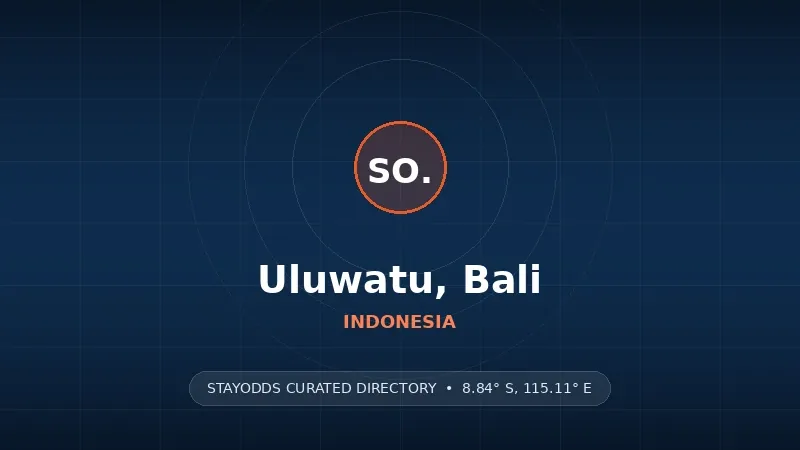 SO.
Uluwatu, Bali
INDONESIA
STAYODDS CURATED DIRECTORY • 8.84° S, 115.11° E